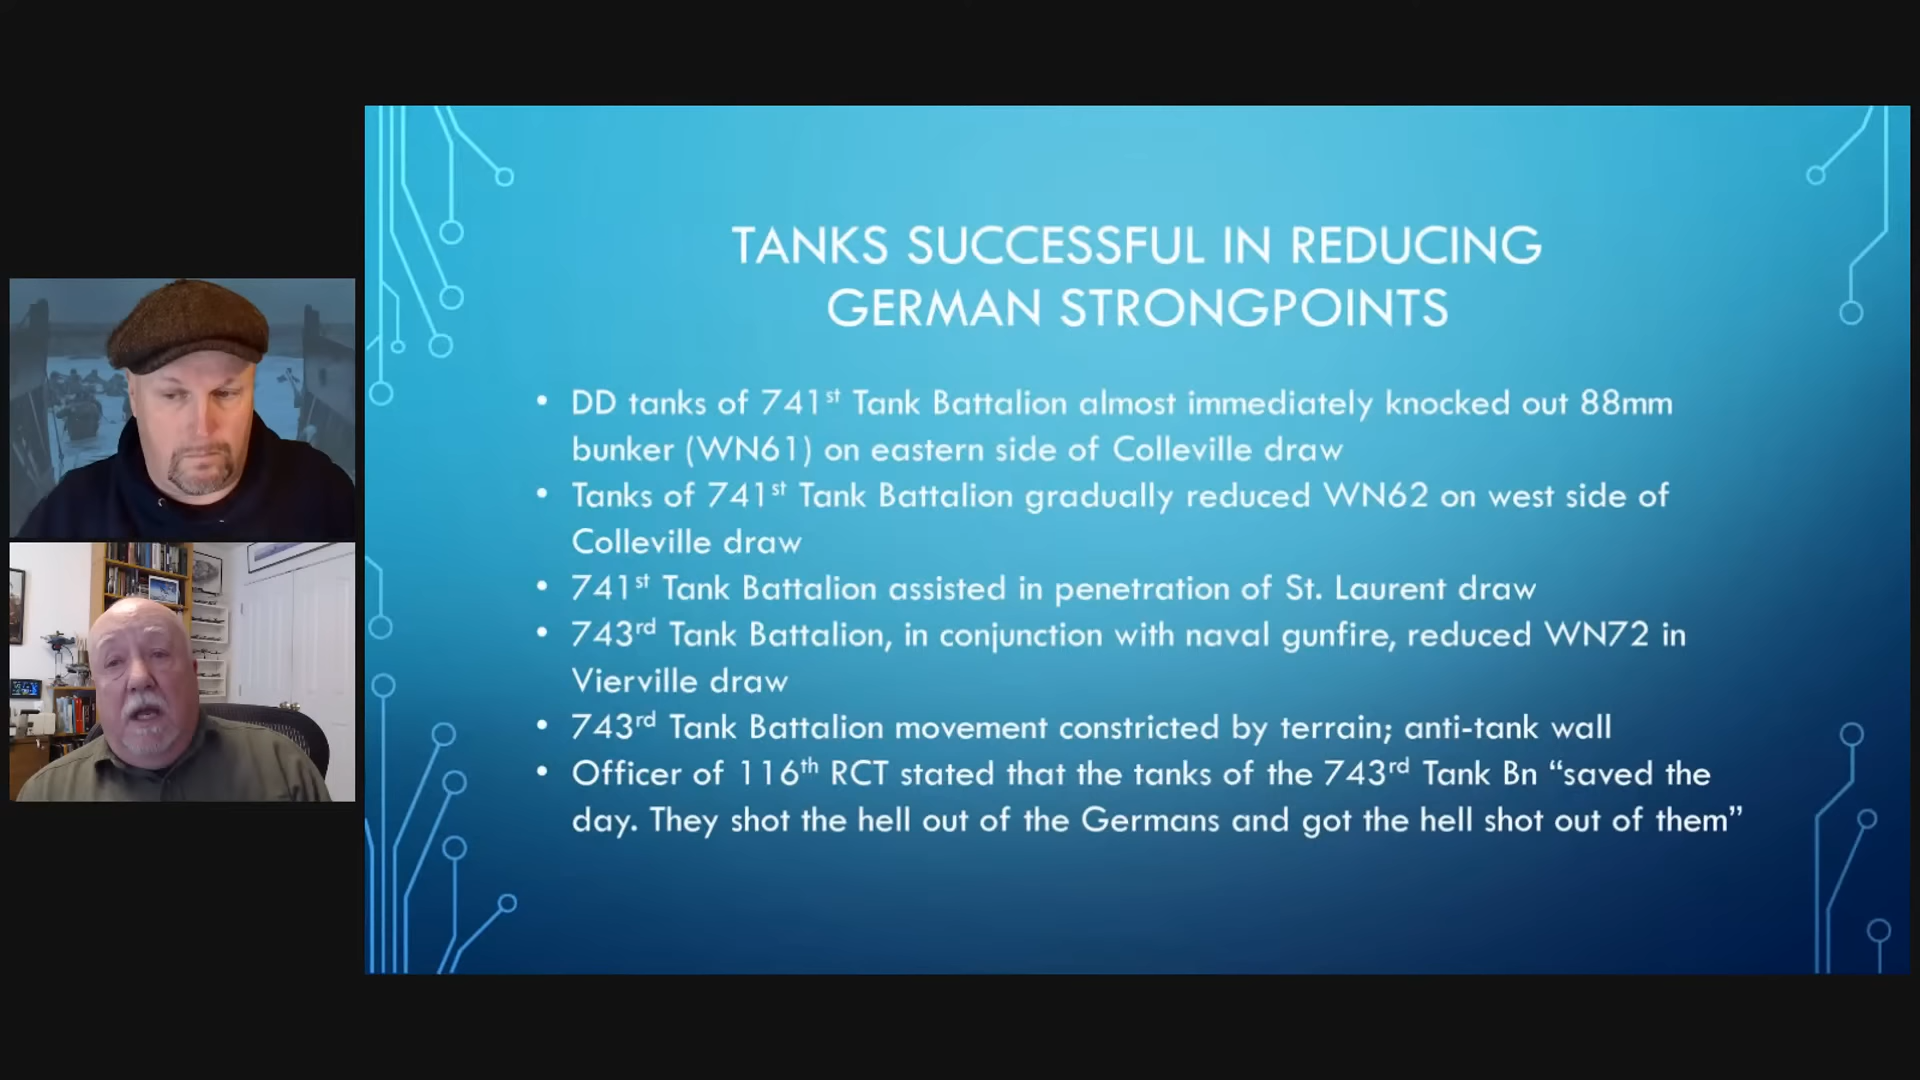 TANKS SUCCESSFUL IN REDUCING
GERMAN STRONGPOINTS
• DD tanks of 741st Tank Battalion almost immediately knocked out 88mm
bunker (WN61) on eastern side of Colleville draw
• Tanks of 741st Tank Battalion gradually reduced WN62 on west side of
Colleville draw
• 741st Tank Battalion assisted in penetration of St. Laurent draw
• 743rd Tank Battalion, in conjunction with naval gunfire, reduced WN72 in
Vierville draw
• 743rd Tank Battalion movement constricted by terrain; anti-tank wall
• Officer of 116th RCT stated that the tanks of the 743rd Tank Bn “saved the
day. They shot the hell out of the Germans and got the hell shot out of them”